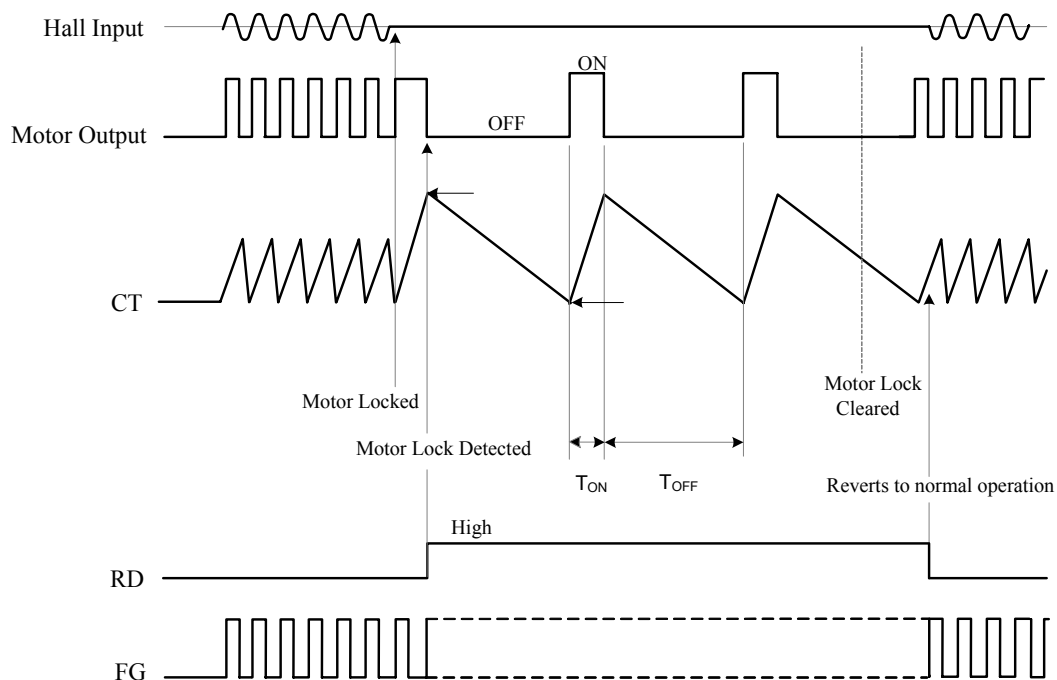 Hall Input
ON
Motor Output
OFF
CT
Motor Locked
Motor Lock
Cleared
Motor Lock Detected
TON
TOFF
Reverts to normal operation
High
RD
FG